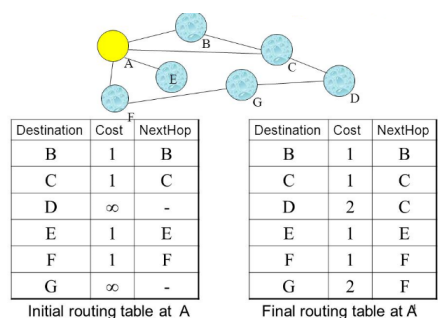 B
A
C
E
D
G
F
Destination Cost NextHop
B 1 B
C 1 C
D ∞ -
E 1 E
F 1 F
G ∞ -
Initial routing table at A
Destination Cost NextHop
B 1 B
C 1 C
D 2 C
E 1 E
F 1 F
G 2 F
Final routing table at A